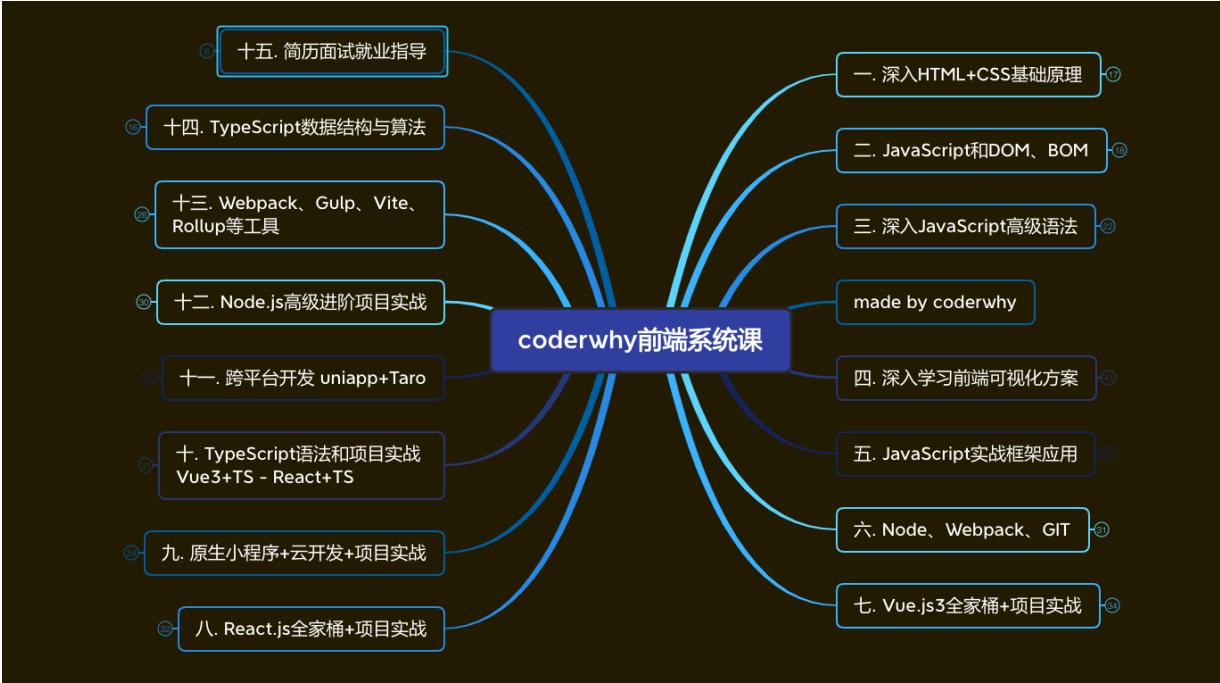 coderwhy前端系统课
一. 深入HTML+CSS基础原理
17
二. JavaScript和DOM、BOM
18
三. 深入JavaScript高级语法
22
made by coderwhy
四. 深入学习前端可视化方案
41
五. JavaScript实战框架应用
六. Node、Webpack、GIT
31
七. Vue.js3全家桶+项目实战
34
八. React.js全家桶+项目实战
32
九. 原生小程序+云开发+项目实战
24
十. TypeScript语法和项目实战
Vue3+TS - React+TS
41
十一. 跨平台开发 uniapp+Taro
十二. Node.js高级进阶项目实战
30
十三. Webpack、Gulp、Vite、
Rollup等工具
28
十四. TypeScript数据结构与算法
16
十五. 简历面试就业指导
6